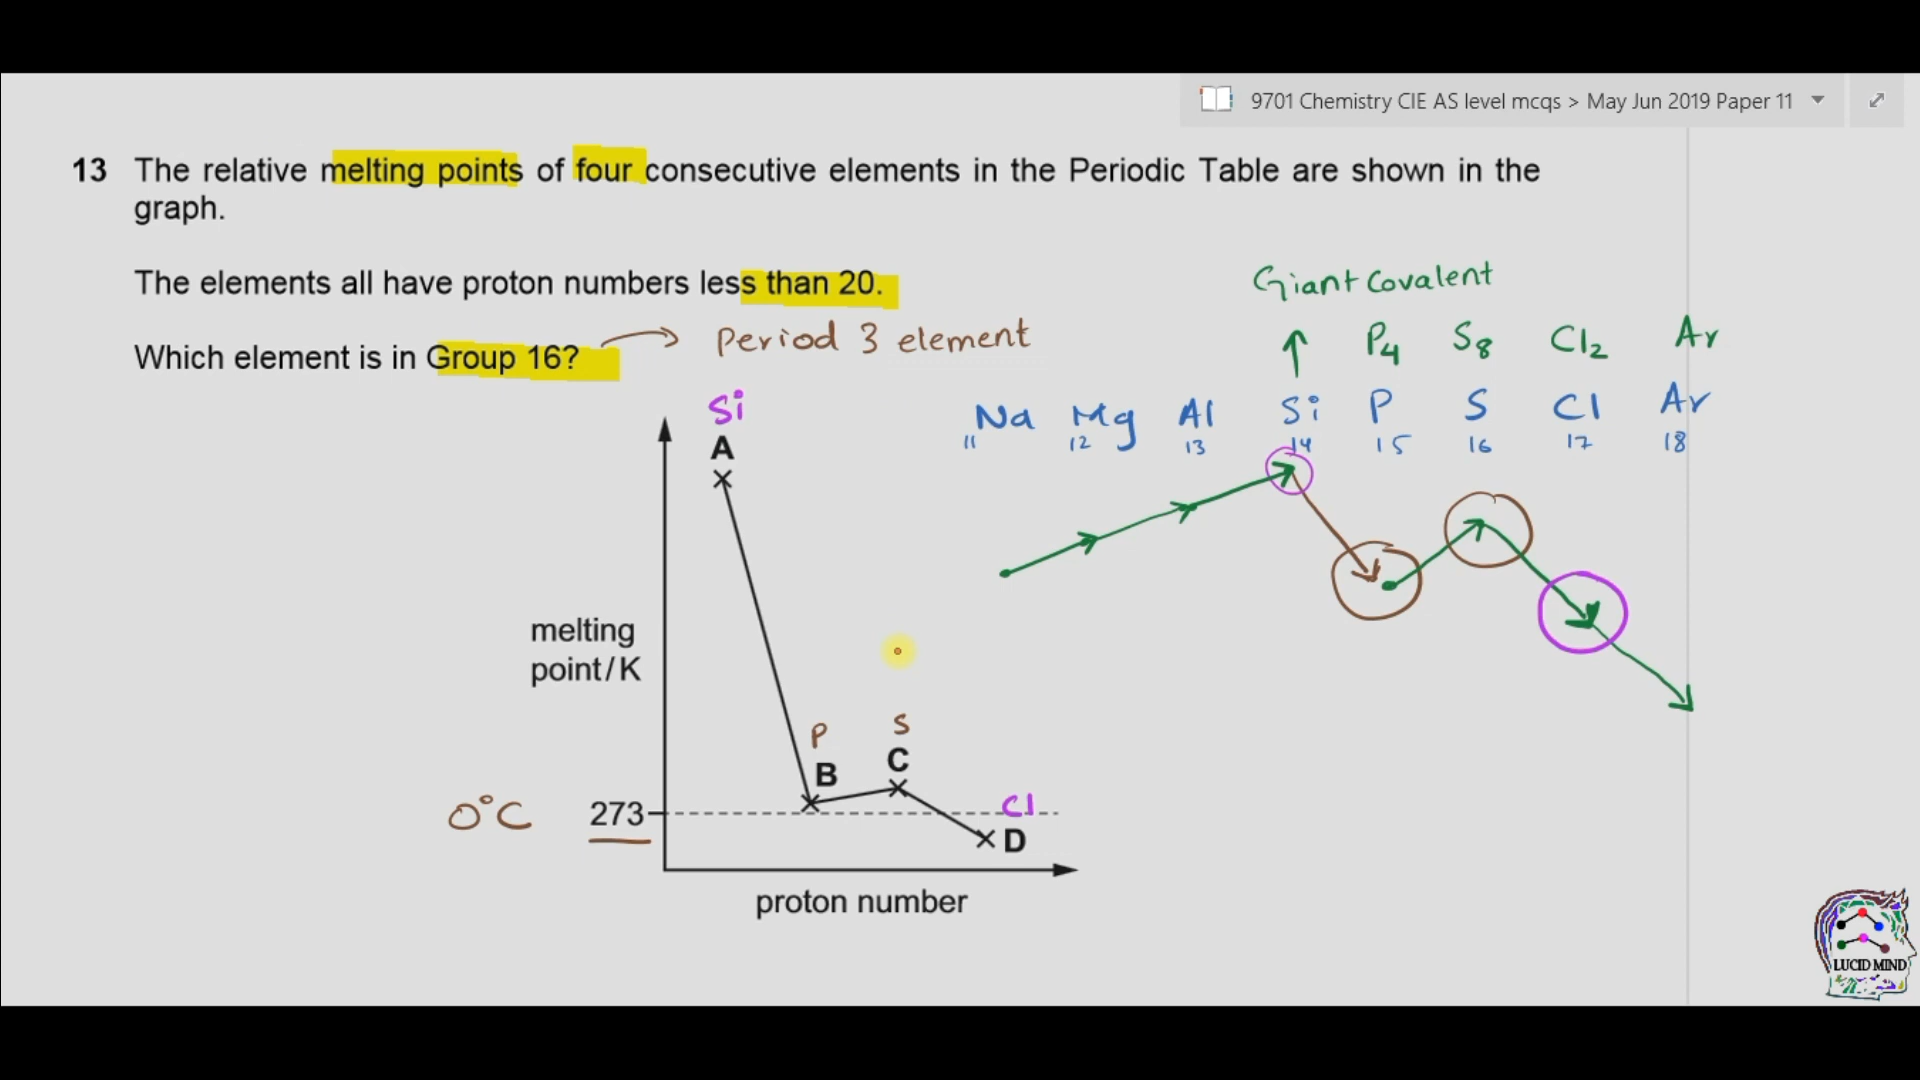 9701 Chemistry CIE AS level mcqs > May Jun 2019 Paper 11
13 The relative melting points of four consecutive elements in the Periodic Table are shown in the
graph.
The elements all have proton numbers less than 20.
Which element is in Group 16?
Period 3 element
Giant Covalent
P4 S8 Cl2 Ar
Na Mg Al Si P S Cl Ar
11 12 13 14 15 16 17 18
Si
A
melting
point/K
P
B
S
C
0°C
273
Cl
D
proton number
LUCID MIND